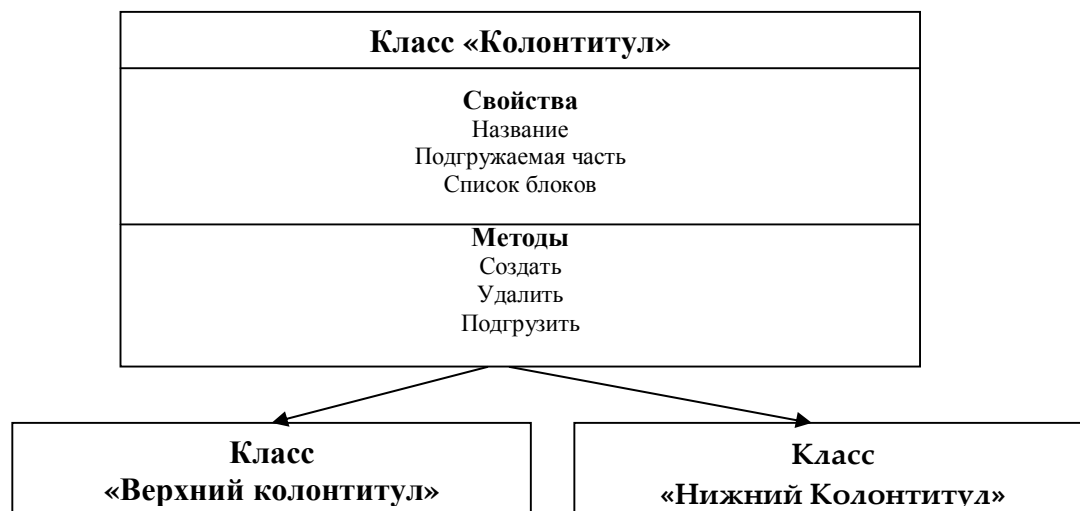 Класс «Колонтитул»
Свойства
Название
Подгружаемая часть
Список блоков
Методы
Создать
Удалить
Подгрузить
Класс
«Верхний колонтитул»
Класс
«Нижний Колонтитул»